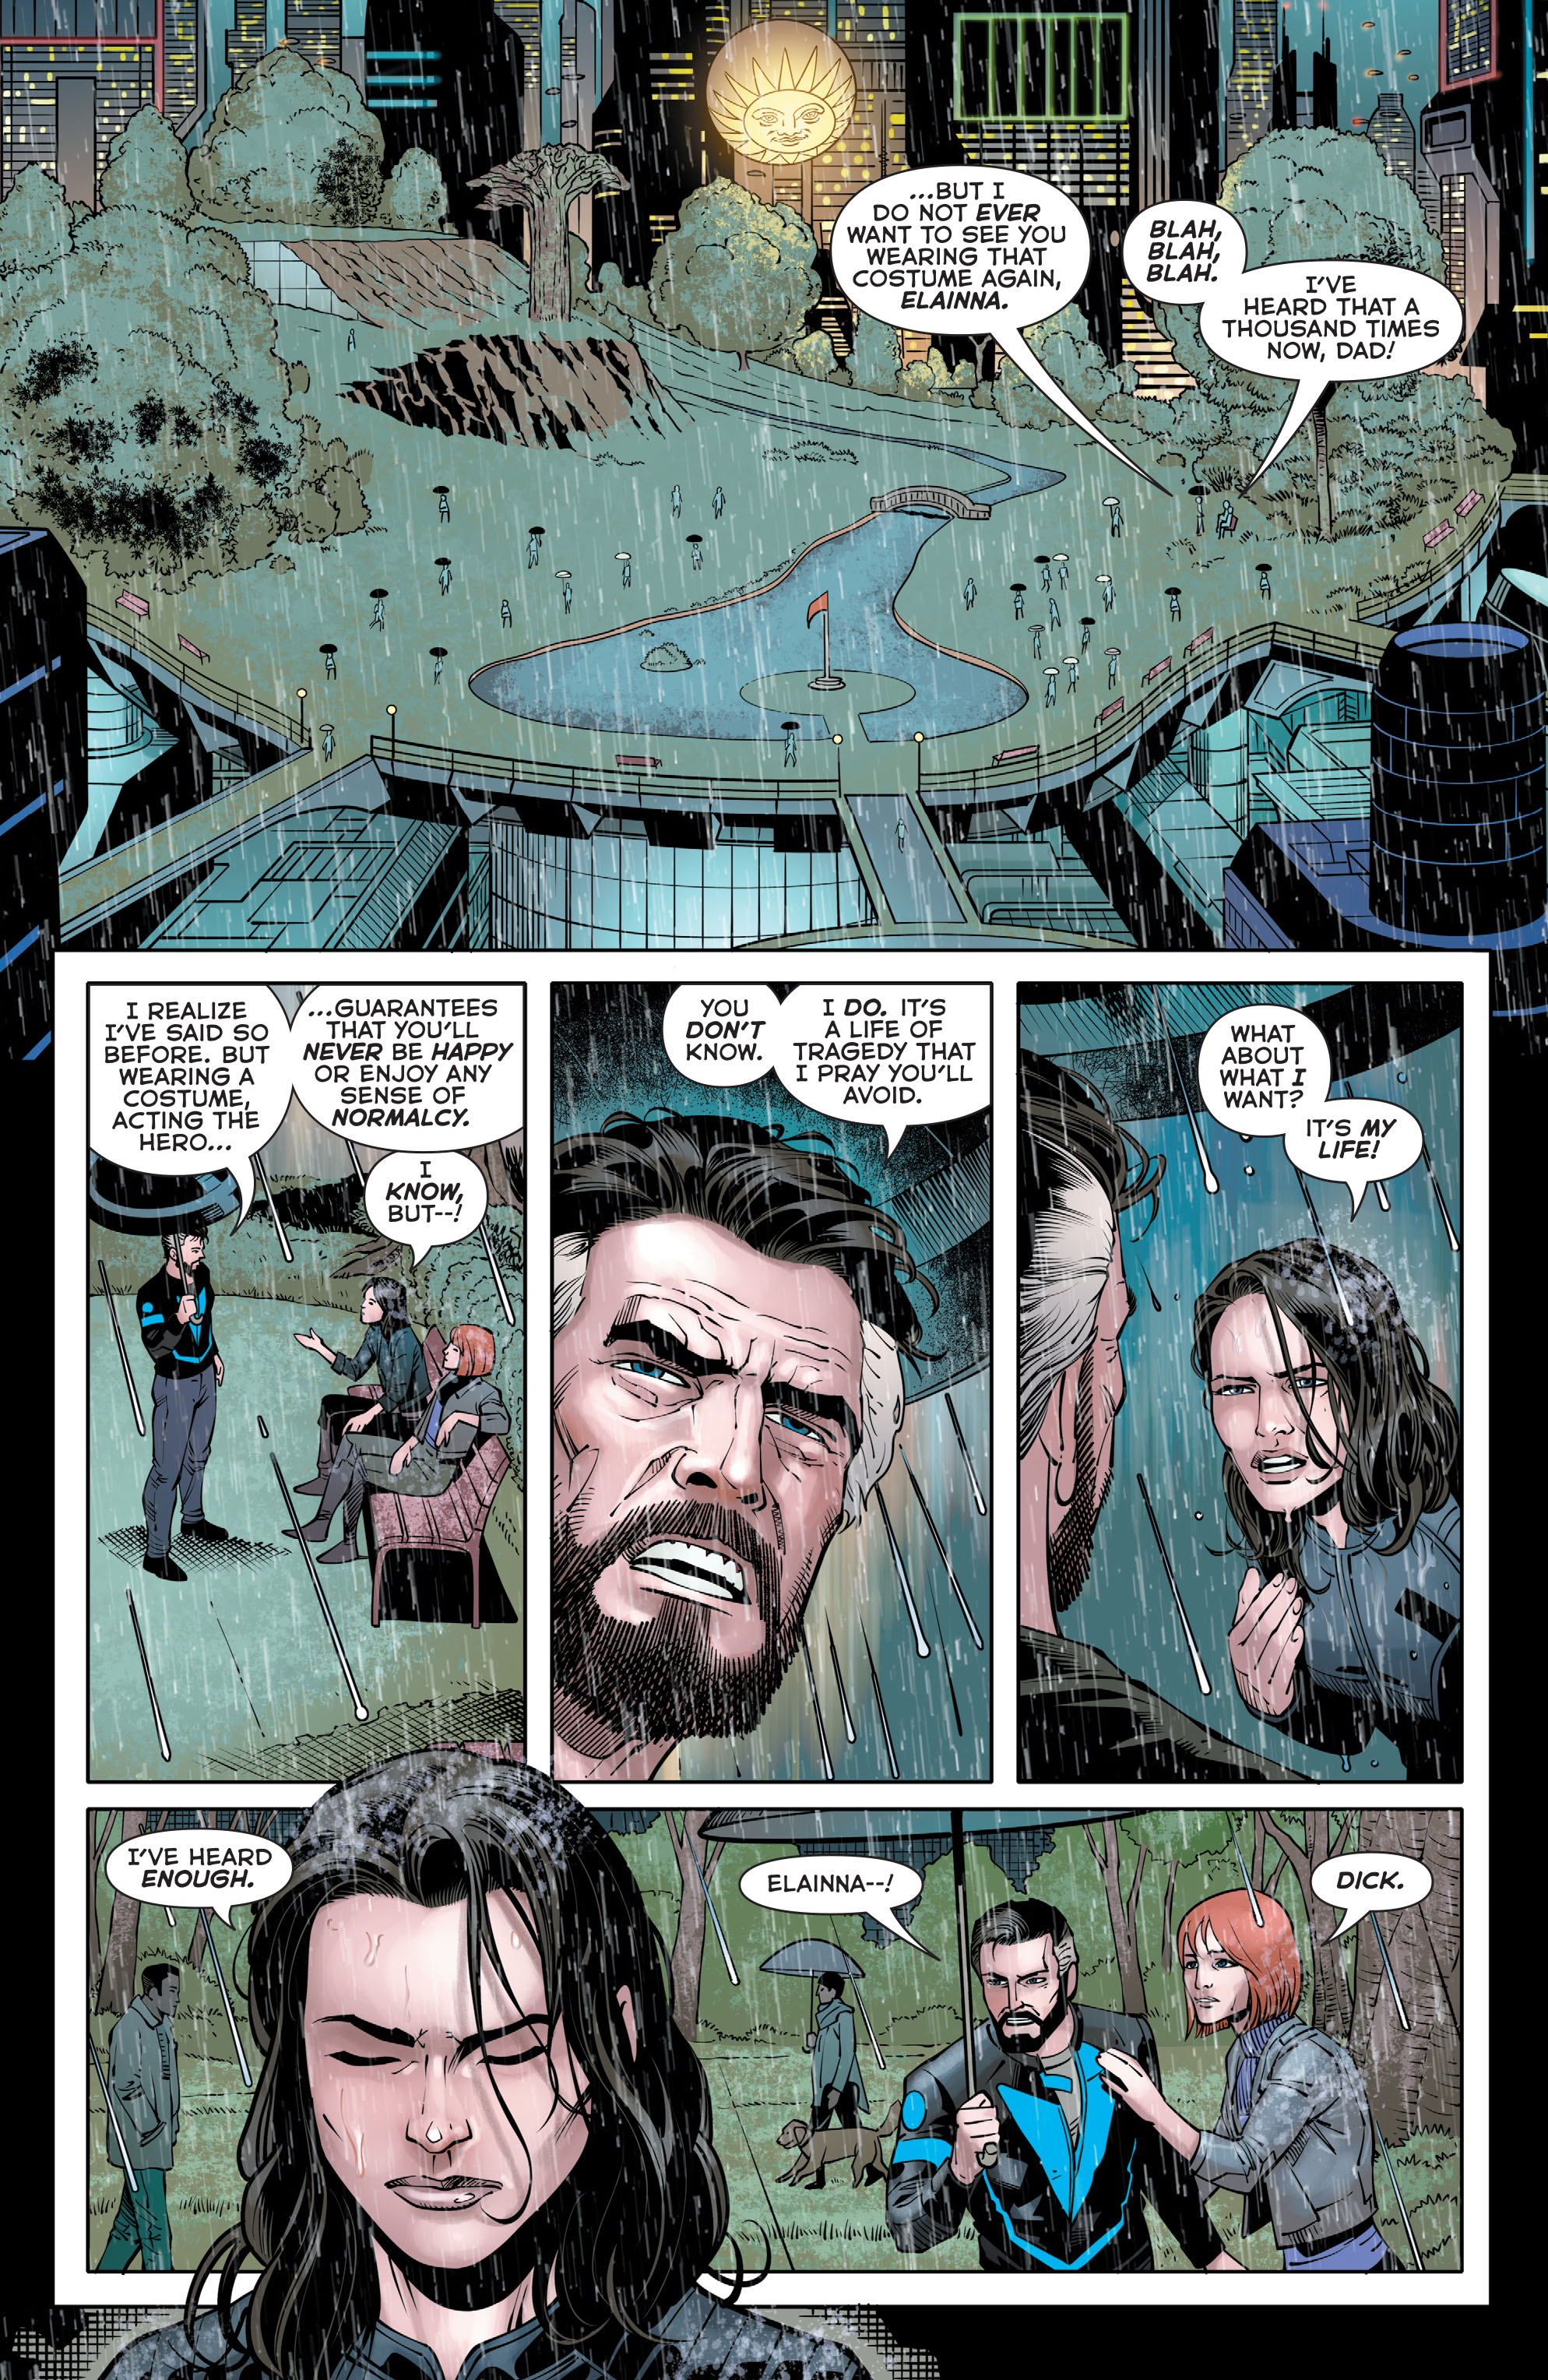 ...BUT I
DO NOT EVER
WANT TO SEE YOU
WEARING THAT
COSTUME AGAIN,
ELAINNA.
BLAH,
BLAH,
BLAH.
I'VE
HEARD THAT A
THOUSAND TIMES
NOW, DAD!
I REALIZE
I'VE SAID SO
BEFORE. BUT
WEARING A
COSTUME,
ACTING THE
HERO...
...GUARANTEES
THAT YOU'LL
NEVER BE HAPPY
OR ENJOY ANY
SENSE OF
NORMALCY.
I
KNOW,
BUT--!
YOU
DON'T
KNOW.
I DO. IT'S
A LIFE OF
TRAGEDY THAT
I PRAY YOU'LL
AVOID.
WHAT
ABOUT
WHAT I
WANT?
IT'S MY
LIFE!
I'VE HEARD
ENOUGH.
ELAINNA--!
DICK.